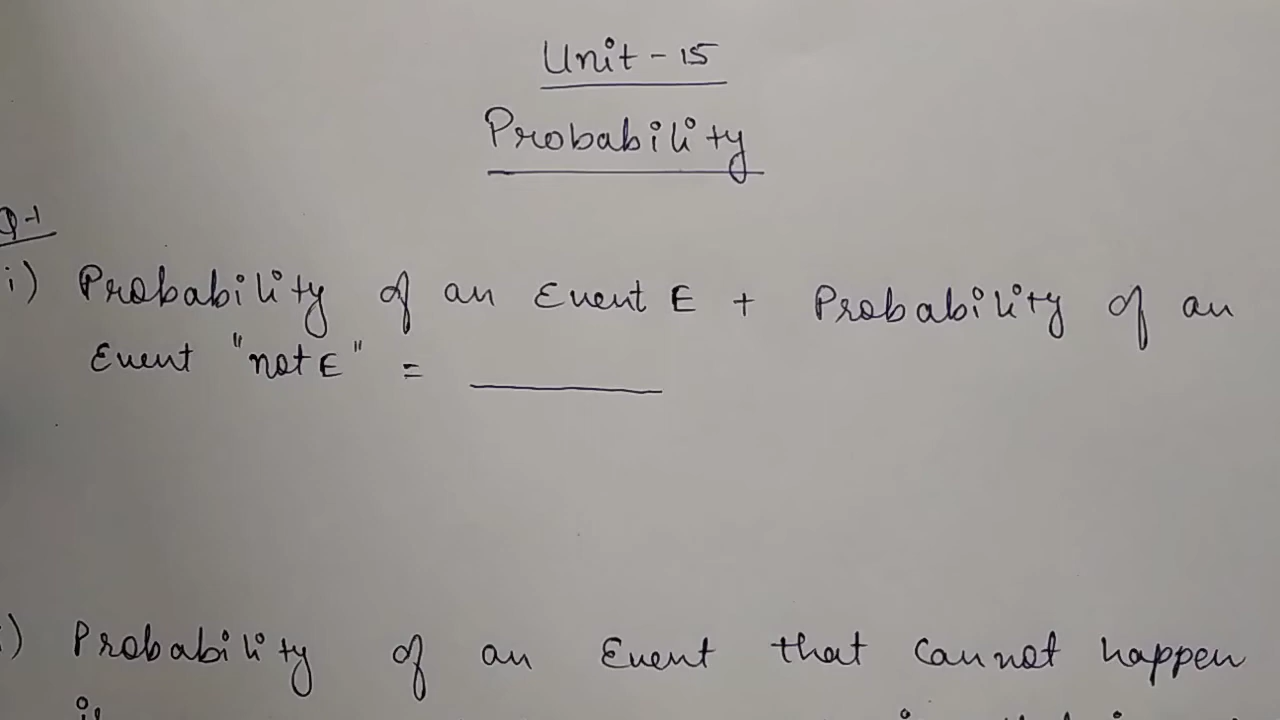 Unit - 15
Probability
Q-1
i) Probability of an Event E + Probability of an
Event "not E" = ________
) Probability of an Event that cannot happen